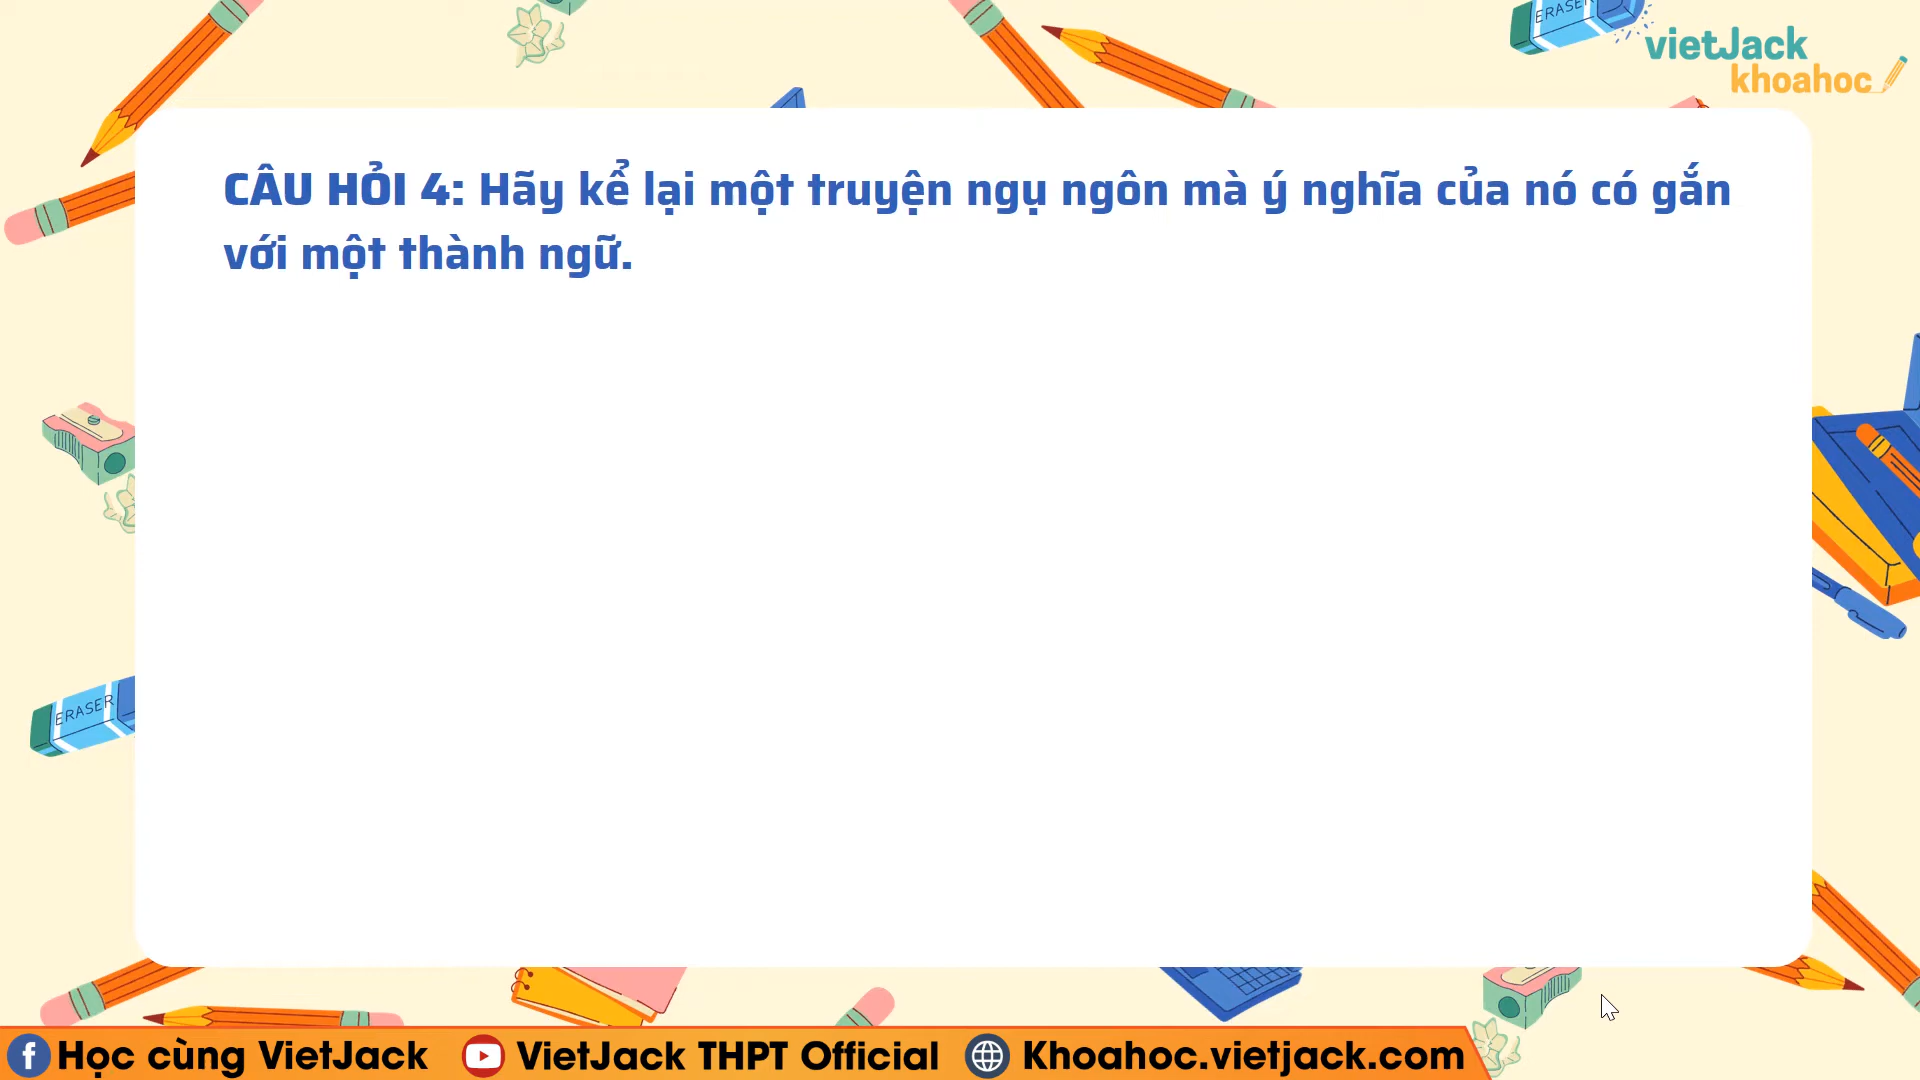 ERASER
vietJack
khoahoc
CÂU HỎI 4: Hãy kể lại một truyện ngụ ngôn mà ý nghĩa của nó có gắn
với một thành ngữ.
ERASER
Học cùng VietJack VietJack THPT Official Khoahoc.vietjack.com